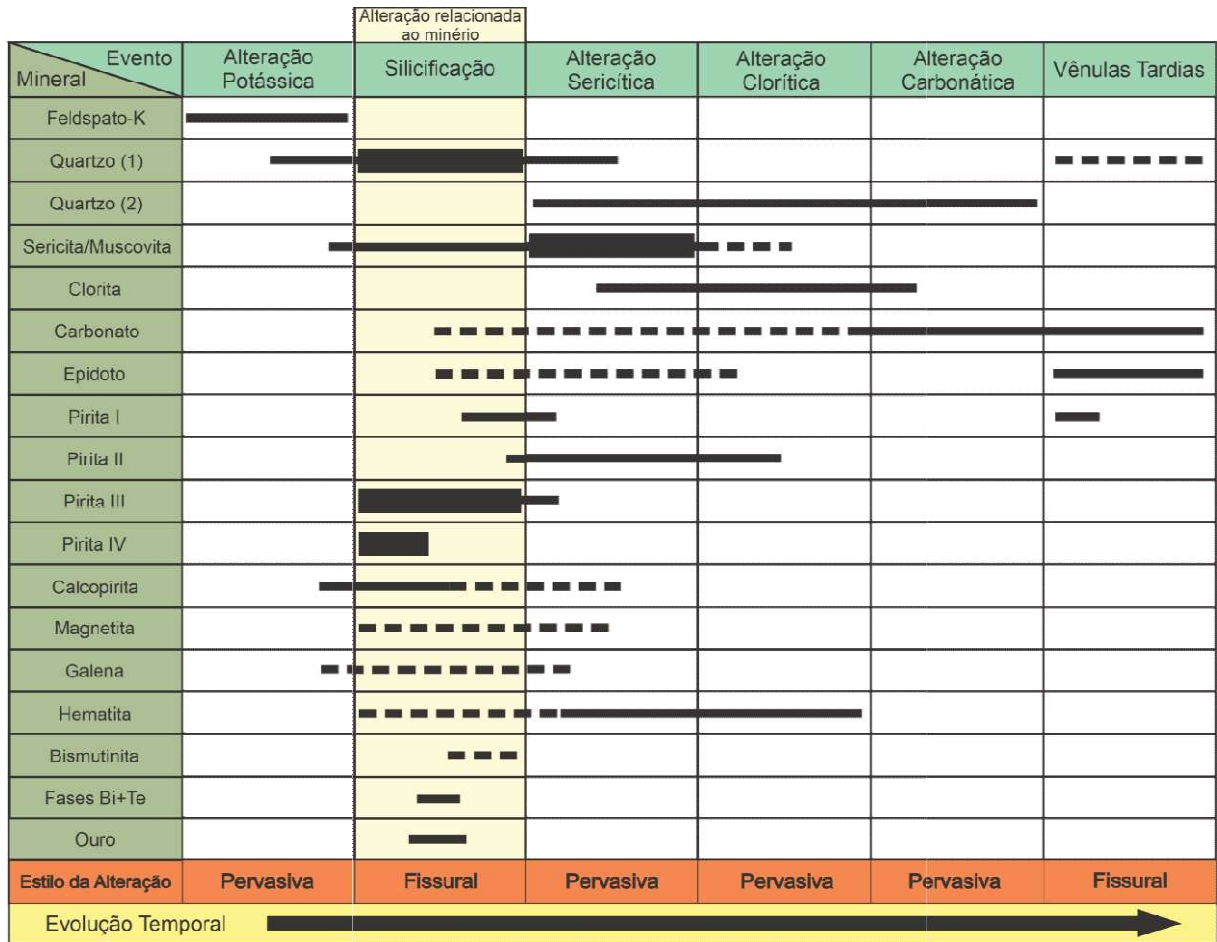 Alteração relacionada
ao minério
Evento
Mineral
Alteração
Potássica
Silicificação
Alteração
Sericítica
Alteração
Clorítica
Alteração
Carbonática
Vênulas Tardias
Feldspato-K
Quartzo (1)
Quartzo (2)
Sericita/Muscovita
Clorita
Carbonato
Epidoto
Pirita I
Pirita II
Pirita III
Pirita IV
Calcopirita
Magnetita
Galena
Hematita
Bismutinita
Fases Bi+Te
Ouro
Estilo da Alteração Pervasiva Fissural Pervasiva Pervasiva Pervasiva Fissural
Evolução Temporal